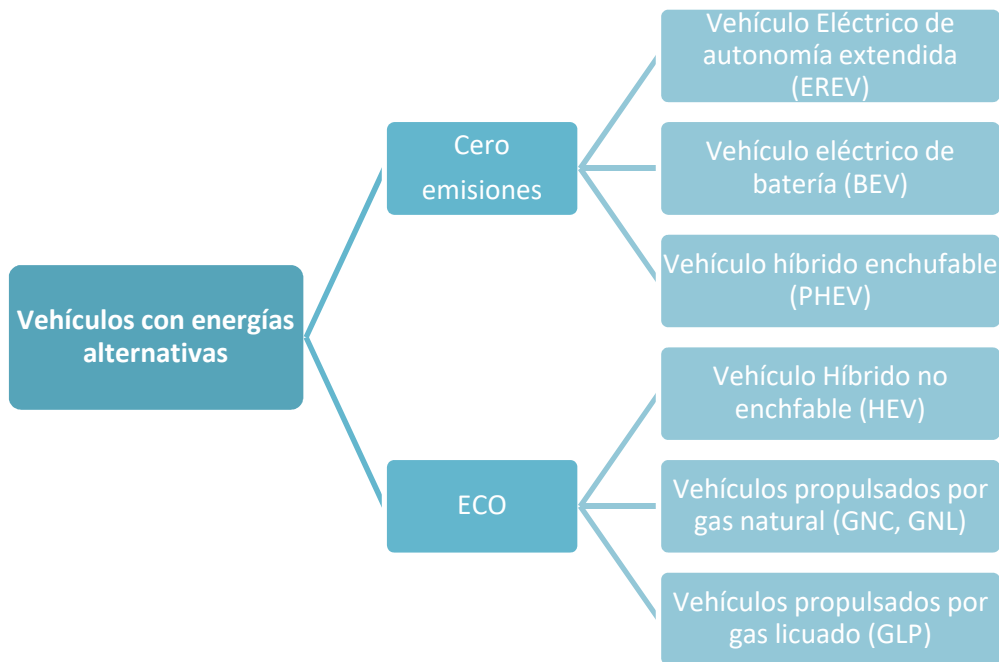 Vehículos con energías
alternativas
Cero
emisiones
Vehículo Eléctrico de
autonomía extendida
(EREV)
Vehículo eléctrico de
batería (BEV)
Vehículo híbrido enchufable
(PHEV)
ECO
Vehículo Híbrido no
enchfable (HEV)
Vehículos propulsados por
gas natural (GNC, GNL)
Vehículos propulsados por
gas licuado (GLP)